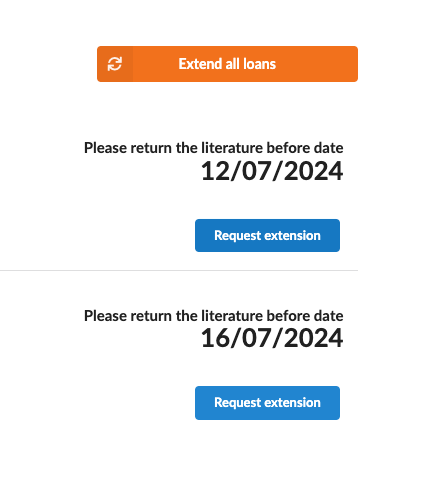 Extend all loans
Please return the literature before date
12/07/2024
Request extension
Please return the literature before date
16/07/2024
Request extension